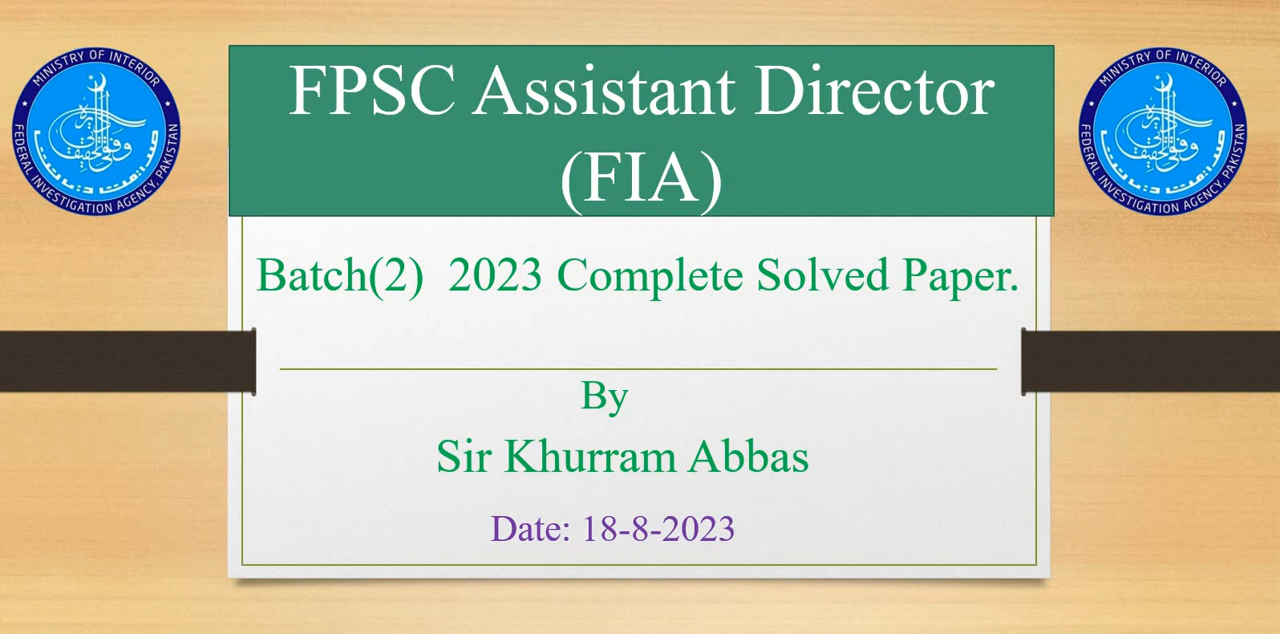 MINISTRY OF INTERIOR
FEDERAL INVESTIGATION AGENCY, PAKISTAN
FPSC Assistant Director
(FIA)
MINISTRY OF INTERIOR
FEDERAL INVESTIGATION AGENCY, PAKISTAN
Batch(2) 2023 Complete Solved Paper.
By
Sir Khurram Abbas
Date: 18-8-2023